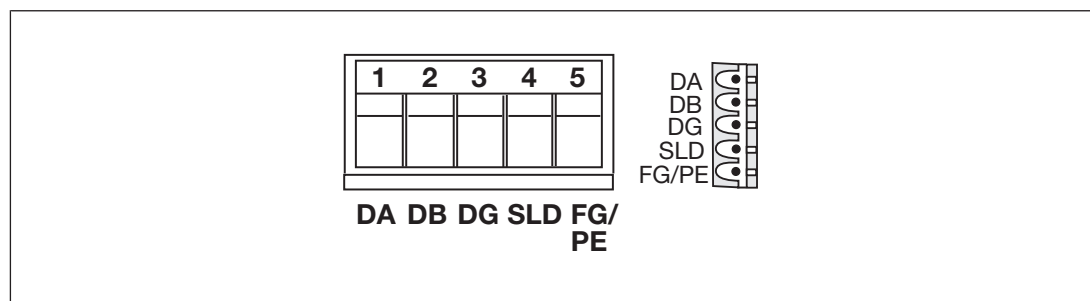 1 2 3 4 5
DA DB DG SLD FG/
PE
DA
DB
DG
SLD
FG/PE